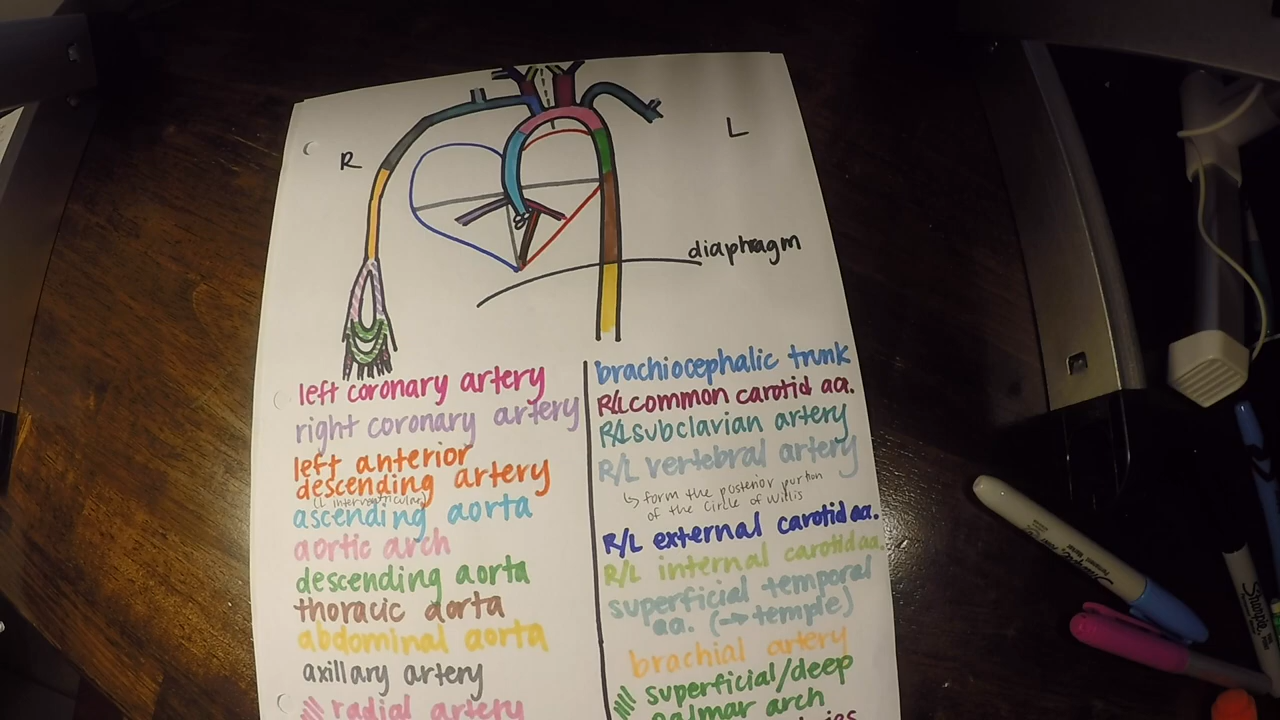 R
L
diaphragm
left coronary artery
right coronary artery
left anterior
descending artery
(L interventricular)
ascending aorta
aortic arch
descending aorta
thoracic aorta
abdominal aorta
axillary artery
radial artery
brachiocephalic trunk
R/L common carotid aa.
R/L subclavian artery
R/L vertebral artery
↳ form the posterior portion
of the Circle of Willis
R/L external carotid aa.
R/L internal carotid aa.
superficial temporal
aa. (→ temple)
brachial artery
superficial/deep
palmar arch
Sharpie